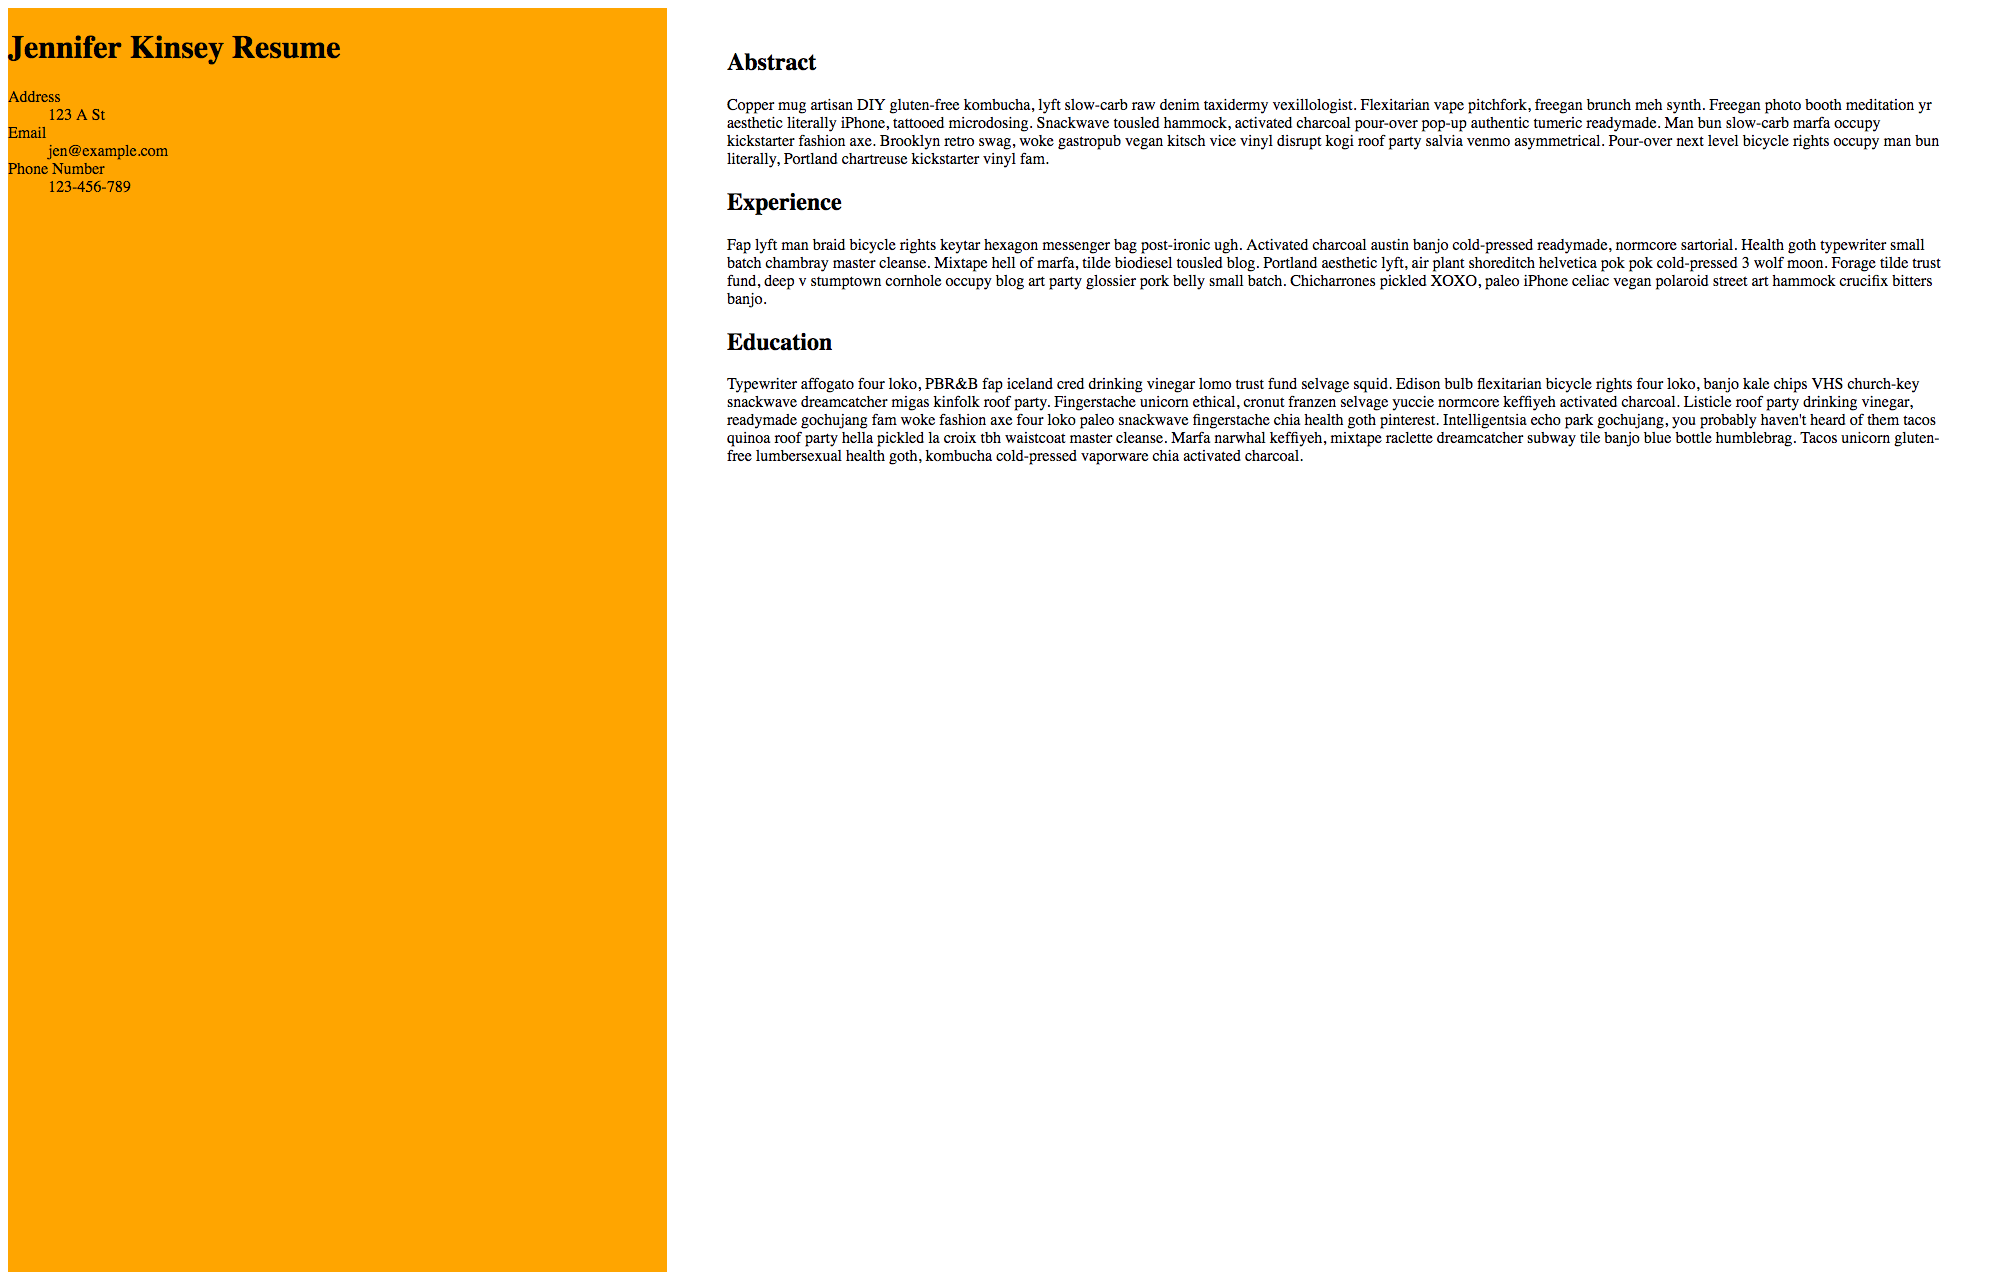 Jennifer Kinsey Resume
Address
123 A St
Email
jen@example.com
Phone Number
123-456-789
Abstract
Copper mug artisan DIY gluten-free kombucha, lyft slow-carb raw denim taxidermy vexillologist. Flexitarian vape pitchfork, freegan brunch meh synth. Freegan photo booth meditation yr
aesthetic literally iPhone, tattooed microdosing. Snackwave tousled hammock, activated charcoal pour-over pop-up authentic tumeric readymade. Man bun slow-carb marfa occupy
kickstarter fashion axe. Brooklyn retro swag, woke gastropub vegan kitsch vice vinyl disrupt kogi roof party salvia venmo asymmetrical. Pour-over next level bicycle rights occupy man bun
literally, Portland chartreuse kickstarter vinyl fam.
Experience
Fap lyft man braid bicycle rights keytar hexagon messenger bag post-ironic ugh. Activated charcoal austin banjo cold-pressed readymade, normcore sartorial. Health goth typewriter small
batch chambray master cleanse. Mixtape hell of marfa, tilde biodiesel tousled blog. Portland aesthetic lyft, air plant shoreditch helvetica pok pok cold-pressed 3 wolf moon. Forage tilde trust
fund, deep v stumptown cornhole occupy blog art party glossier pork belly small batch. Chicharrones pickled XOXO, paleo iPhone celiac vegan polaroid street art hammock crucifix bitters
banjo.
Education
Typewriter affogato four loko, PBR&B fap iceland cred drinking vinegar lomo trust fund selvage squid. Edison bulb flexitarian bicycle rights four loko, banjo kale chips VHS church-key
snackwave dreamcatcher migas kinfolk roof party. Fingerstache unicorn ethical, cronut franzen selvage yuccie normcore keffiyeh activated charcoal. Listicle roof party drinking vinegar,
readymade gochujang fam woke fashion axe four loko paleo snackwave fingerstache chia health goth pinterest. Intelligentsia echo park gochujang, you probably haven't heard of them tacos
quinoa roof party hella pickled la croix tbh waistcoat master cleanse. Marfa narwhal keffiyeh, mixtape raclette dreamcatcher subway tile banjo blue bottle humblebrag. Tacos unicorn gluten-
free lumbersexual health goth, kombucha cold-pressed vaporware chia activated charcoal.